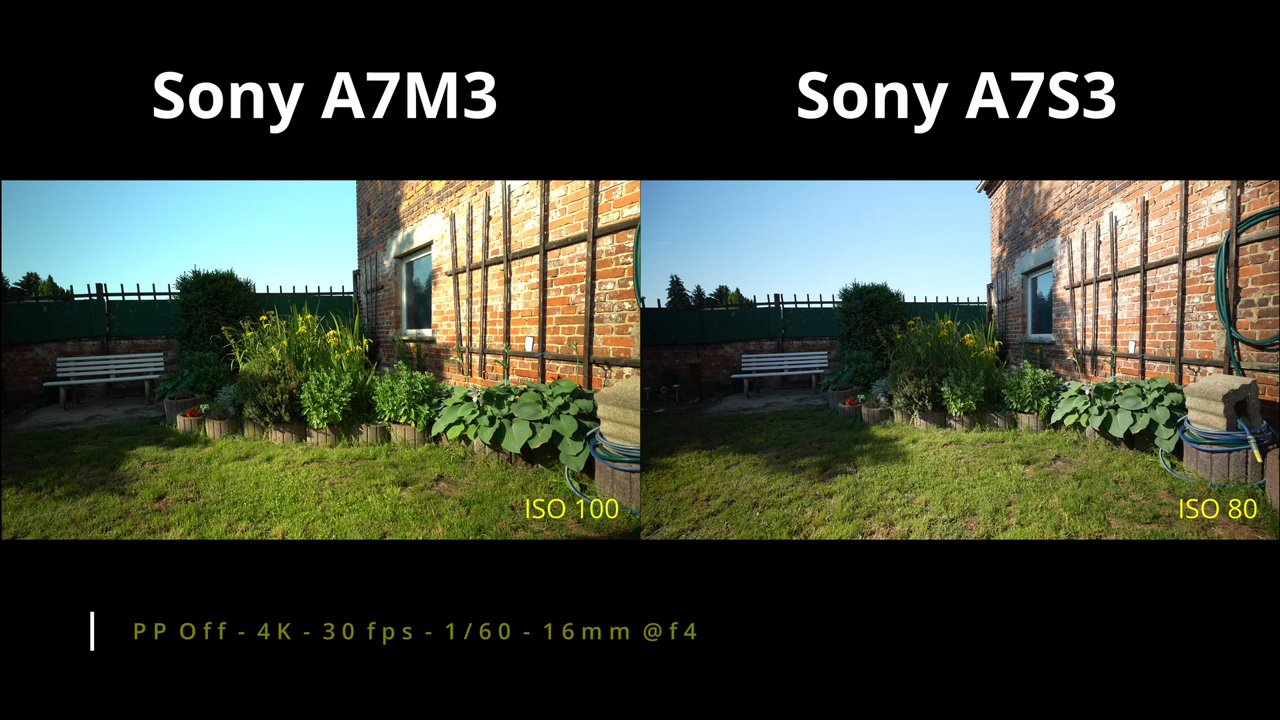 Sony A7M3
Sony A7S3
ISO 100
ISO 80
PP Off - 4K - 30 fps - 1/60 - 16mm @f4